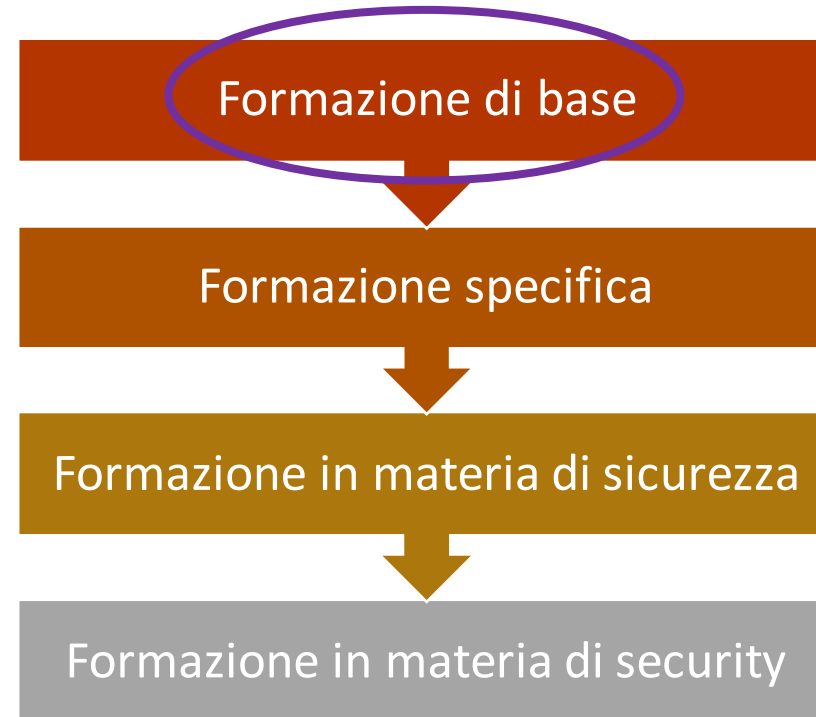 Formazione di base
Formazione specifica
Formazione in materia di sicurezza
Formazione in materia di security